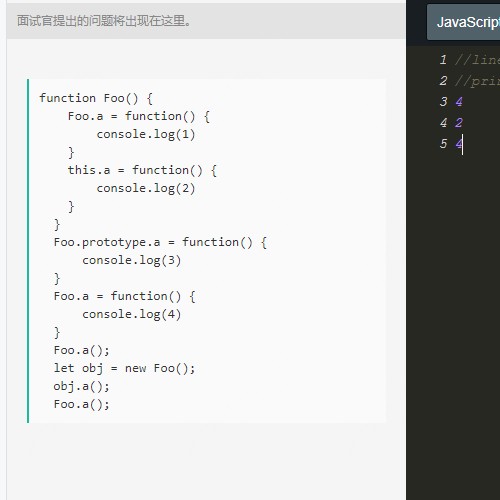 面试官提出的问题将出现在这里。
function Foo() {
    Foo.a = function() {
        console.log(1)
    }
    this.a = function() {
        console.log(2)
    }
  }
  Foo.prototype.a = function() {
      console.log(3)
  }
  Foo.a = function() {
      console.log(4)
  }
  Foo.a();
  let obj = new Foo();
  obj.a();
  Foo.a();
JavaScrip
1 //line
2 //pri
3 4
4 2
5 4